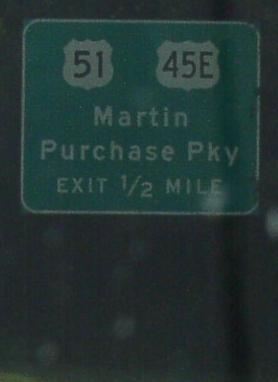 51 45E
Martin
Purchase Pky
EXIT 1/2 MILE